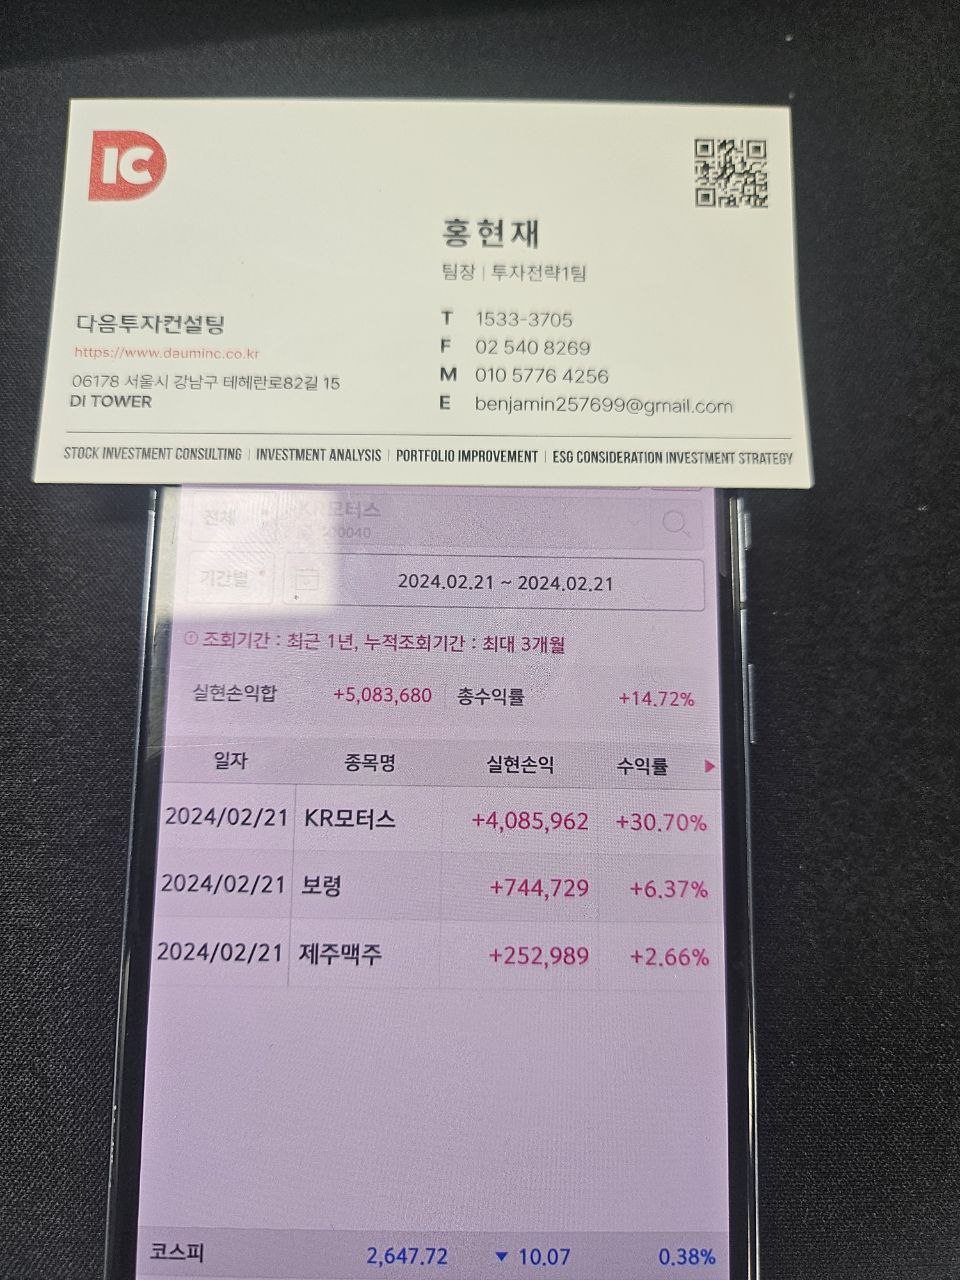 IC
홍현재
팀장 | 투자전략1팀
다음투자컨설팅
https://www.dauminc.co.kr
06178 서울시 강남구 테헤란로82길 15
DI TOWER
T 1533-3705
F 02 540 8269
M 010 5776 4256
E benjamin257699@gmail.com
STOCK INVESTMENT CONSULTING | INVESTMENT ANALYSIS | PORTFOLIO IMPROVEMENT | ESG CONSIDERATION INVESTMENT STRATEGY
전체 KR모터스
기간별 2024.02.21 ~ 2024.02.21
조회기간 : 최근 1년, 누적조회기간 : 최대 3개월
실현손익합 +5,083,680 총수익률 +14.72%
일자 종목명 실현손익 수익률
2024/02/21 KR모터스 +4,085,962 +30.70%
2024/02/21 보령 +744,729 +6.37%
2024/02/21 제주맥주 +252,989 +2.66%
코스피 2,647.72 ▼ 10.07 0.38%